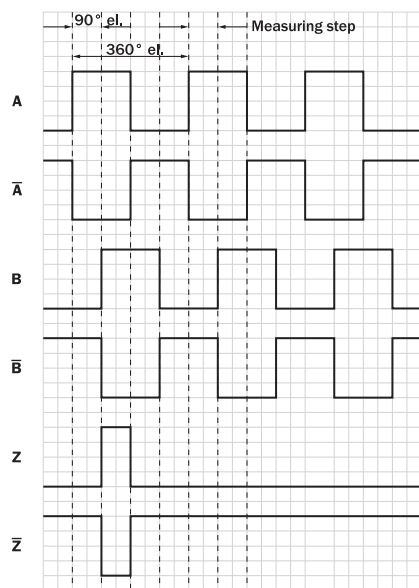 90° el.
Measuring step
360° el.
A
A̅
B
B̅
Z
Z̅